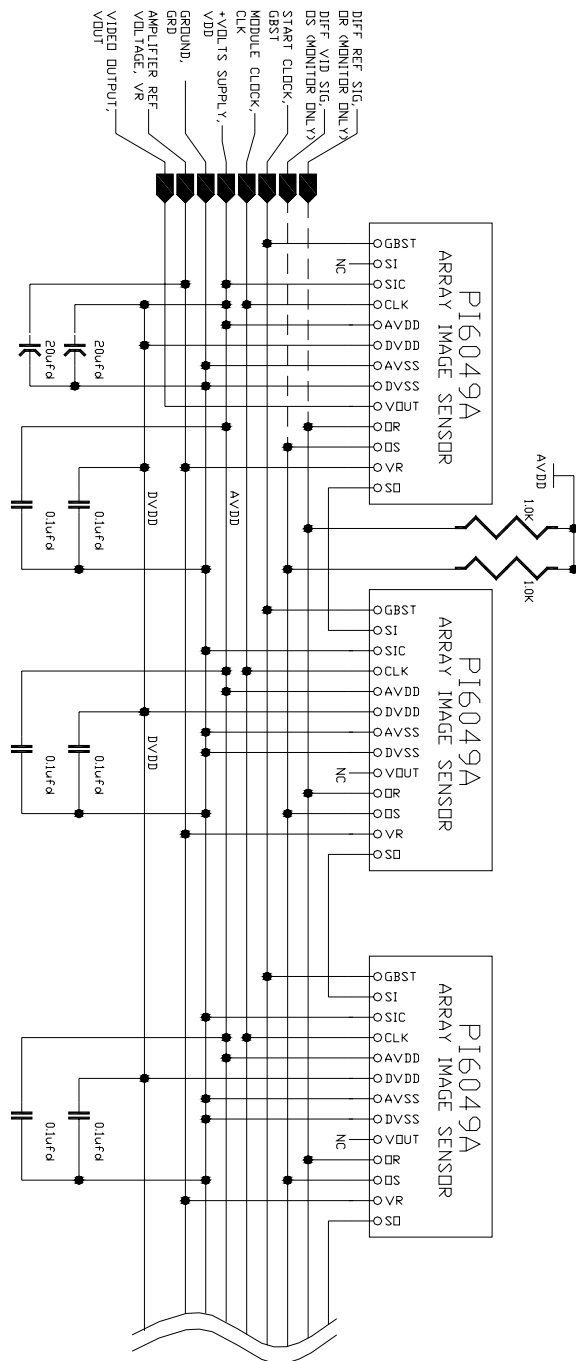 DIFF REF SIG,
OR (MONITOR ONLY)
DIFF VID SIG,
OS (MONITOR ONLY)
START CLOCK,
GBST
MODULE CLOCK,
CLK
+VOLTS SUPPLY,
VDD
GROUND,
GRD
AMPLIFIER REF
VOLTAGE, VR
VIDEO OUTPUT,
VOUT
PI6049A
ARRAY IMAGE SENSOR
GBST
SI
SIC
CLK
AVDD
DVDD
AVSS
DVSS
VOUT
OR
OS
VR
SO
NC
20ufd
20ufd
AVDD
1.0K
1.0K
AVDD
DVDD
0.1ufd
0.1ufd
PI6049A
ARRAY IMAGE SENSOR
GBST
SI
SIC
CLK
AVDD
DVDD
AVSS
DVSS
VOUT
OR
OS
VR
SO
NC
DVDD
0.1ufd
0.1ufd
PI6049A
ARRAY IMAGE SENSOR
GBST
SI
SIC
CLK
AVDD
DVDD
AVSS
DVSS
VOUT
OR
OS
VR
SO
NC
0.1ufd
0.1ufd